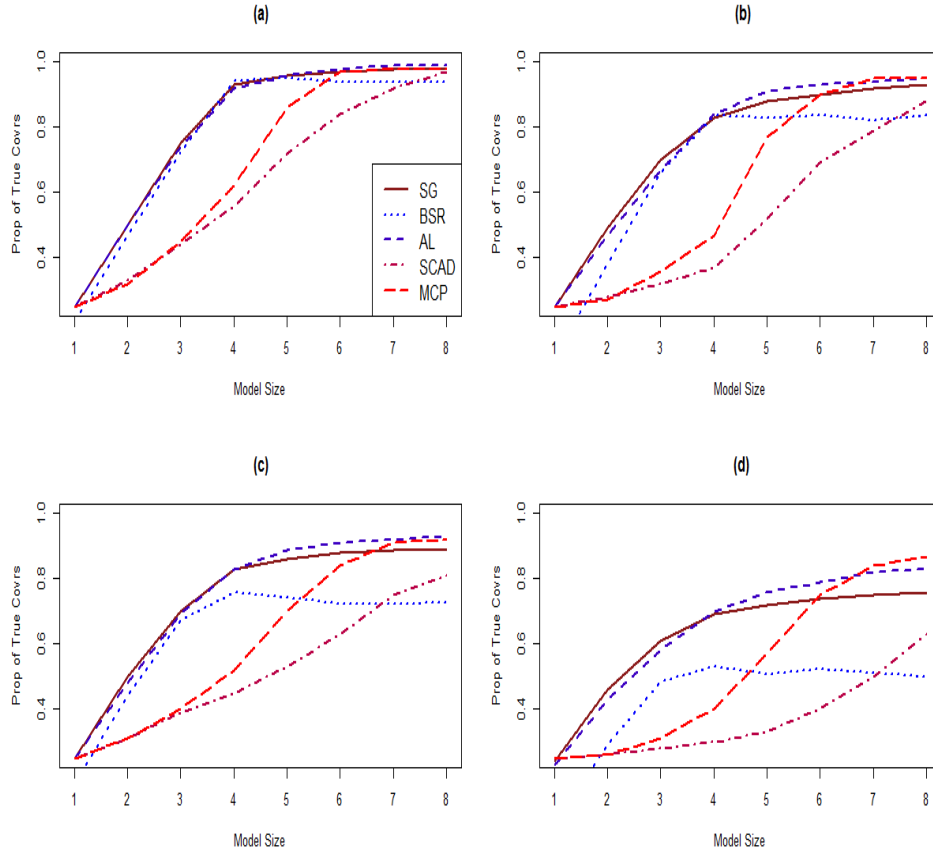 (a)
Prop of True Covrs
1.0
0.8
0.6
0.4
SG
BSR
AL
SCAD
MCP
1 2 3 4 5 6 7 8
Model Size
(b)
Prop of True Covrs
1.0
0.8
0.6
0.4
1 2 3 4 5 6 7 8
Model Size
(c)
Prop of True Covrs
1.0
0.8
0.6
0.4
1 2 3 4 5 6 7 8
Model Size
(d)
Prop of True Covrs
1.0
0.8
0.6
0.4
1 2 3 4 5 6 7 8
Model Size